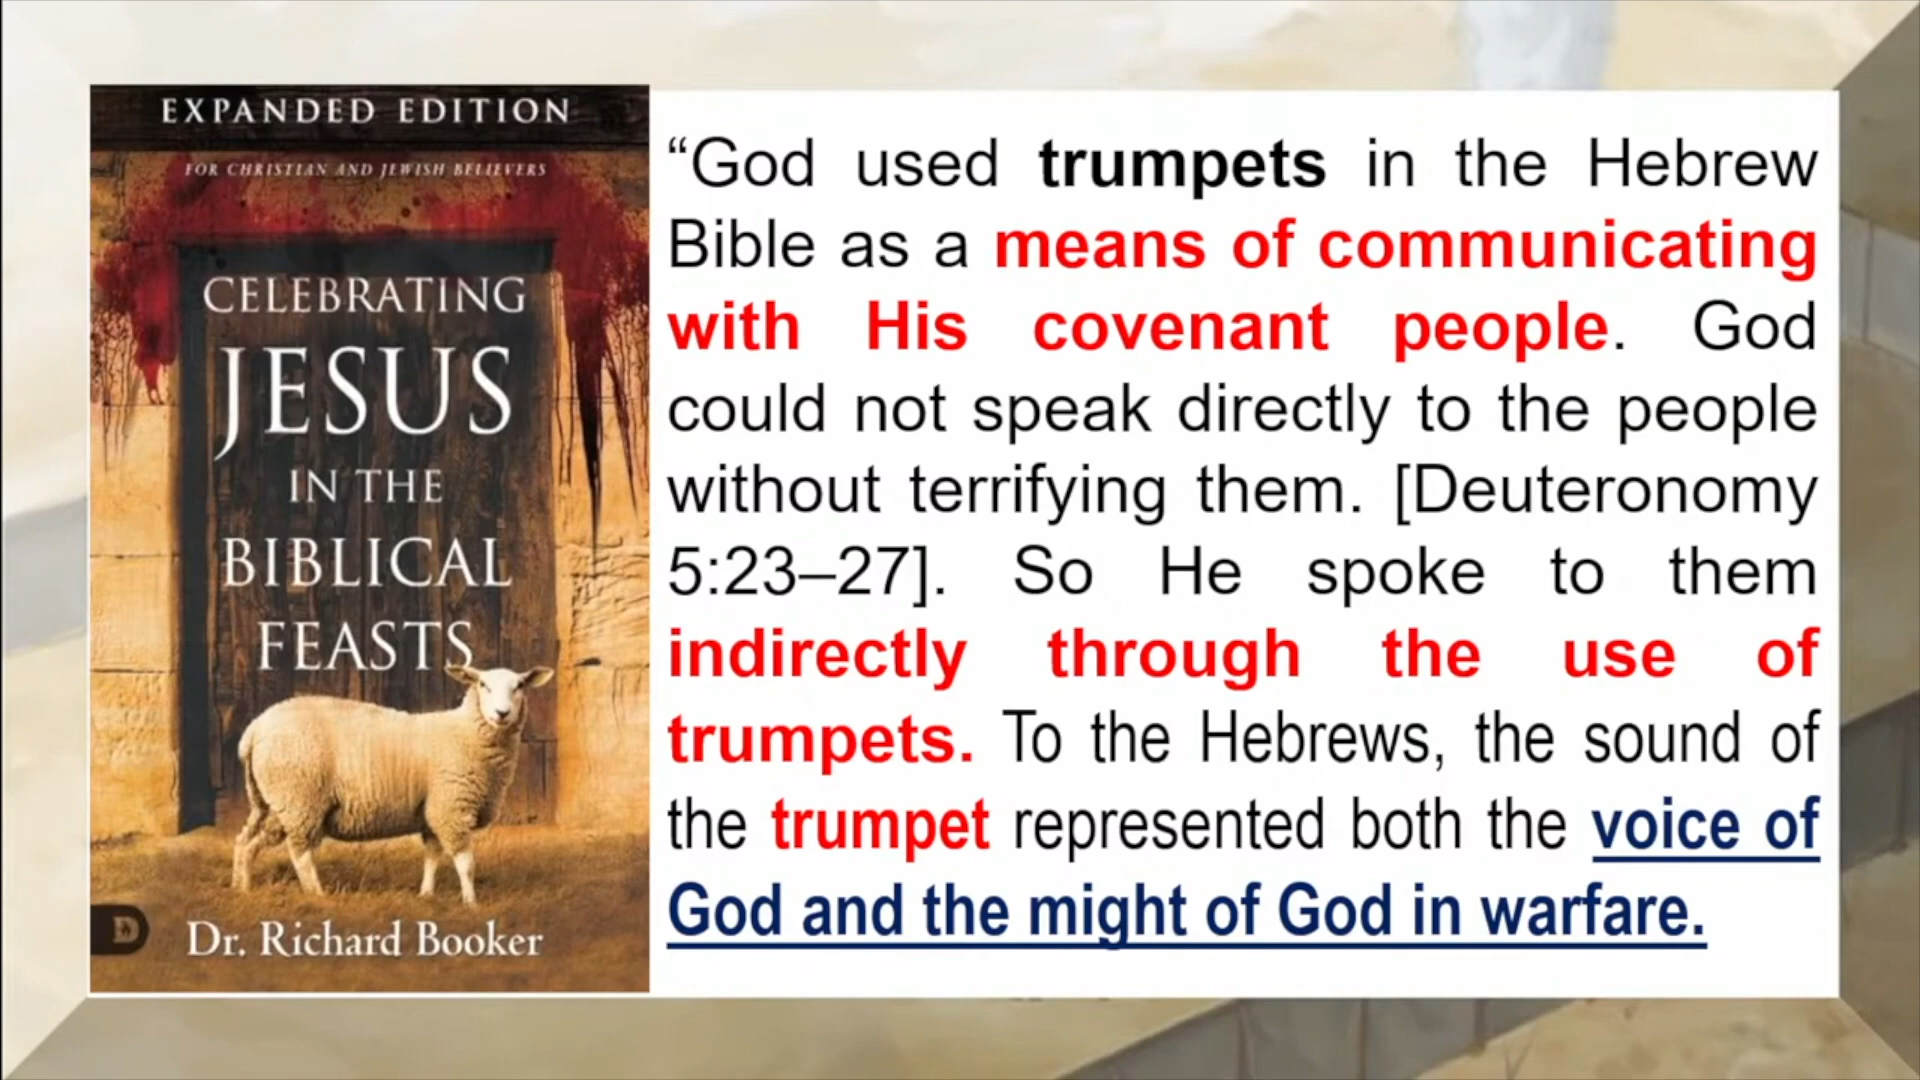 EXPANDED EDITION
FOR CHRISTIAN AND JEWISH BELIEVERS
CELEBRATING
JESUS
IN THE
BIBLICAL
FEASTS
Dr. Richard Booker
“God used trumpets in the Hebrew
Bible as a means of communicating
with His covenant people. God
could not speak directly to the people
without terrifying them. [Deuteronomy
5:23–27]. So He spoke to them
indirectly through the use of
trumpets. To the Hebrews, the sound of
the trumpet represented both the voice of
God and the might of God in warfare.